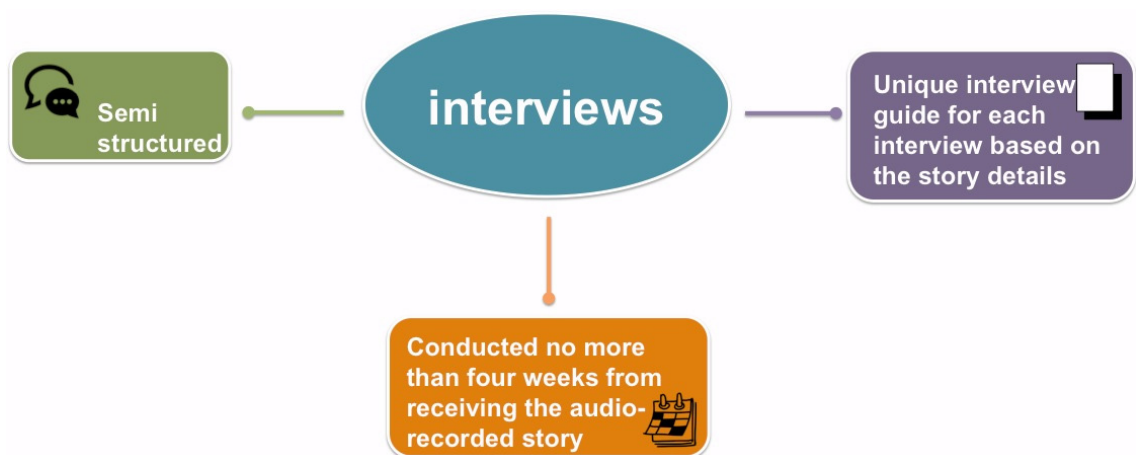 interviews
Semi
structured
Unique interview
guide for each
interview based on
the story details
Conducted no more
than four weeks from
receiving the audio-
recorded story